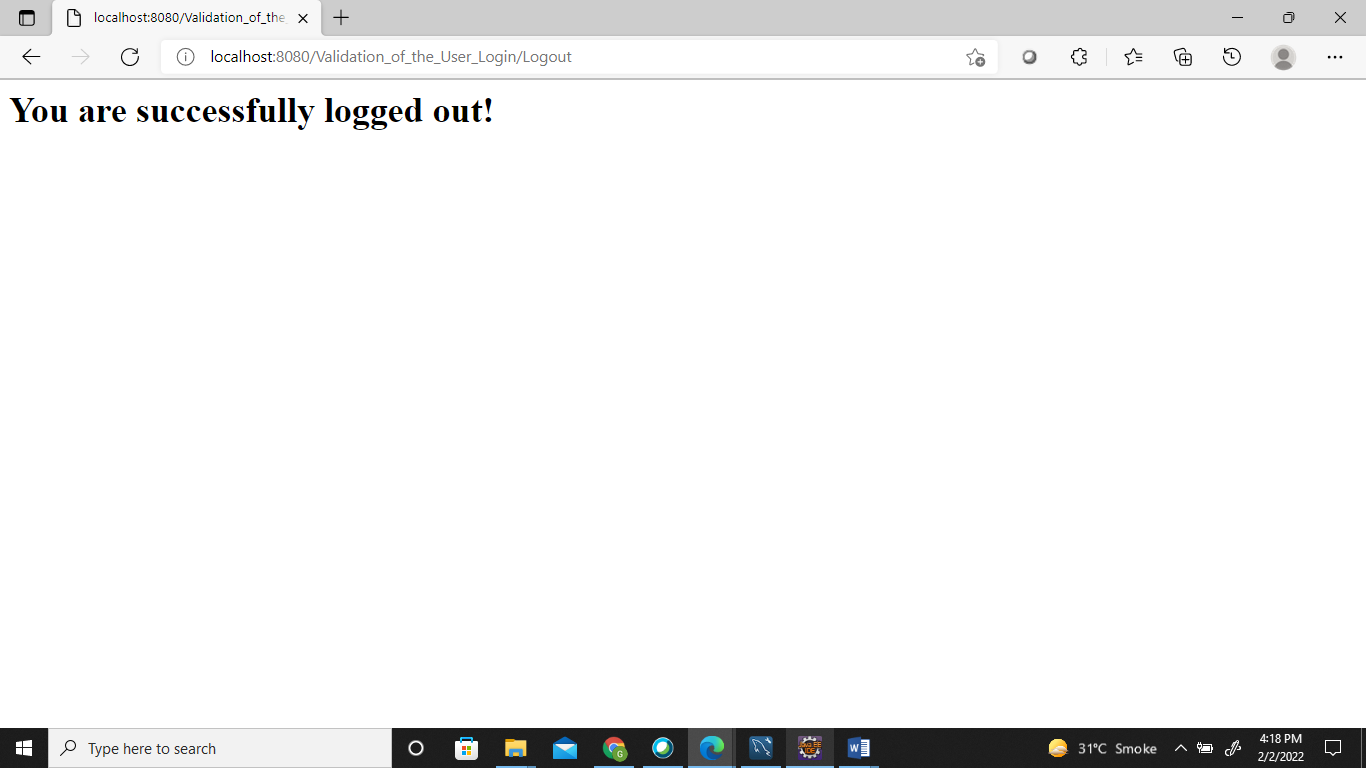 localhost:8080/Validation_of_the
localhost:8080/Validation_of_the_User_Login/Logout
You are successfully logged out!
Type here to search
31°C Smoke
4:18 PM
2/2/2022